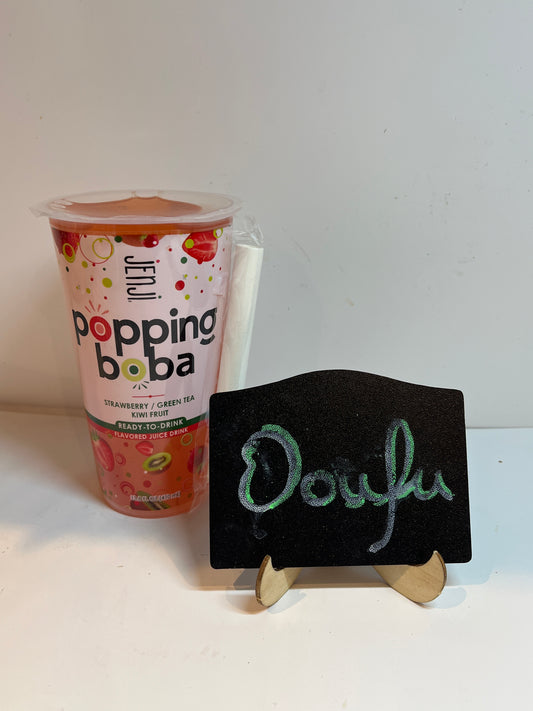 JENJI
popping
boba
STRAWBERRY / GREEN TEA
KIWI FRUIT
READY-TO-DRINK
FLAVORED JUICE DRINK
Doufu